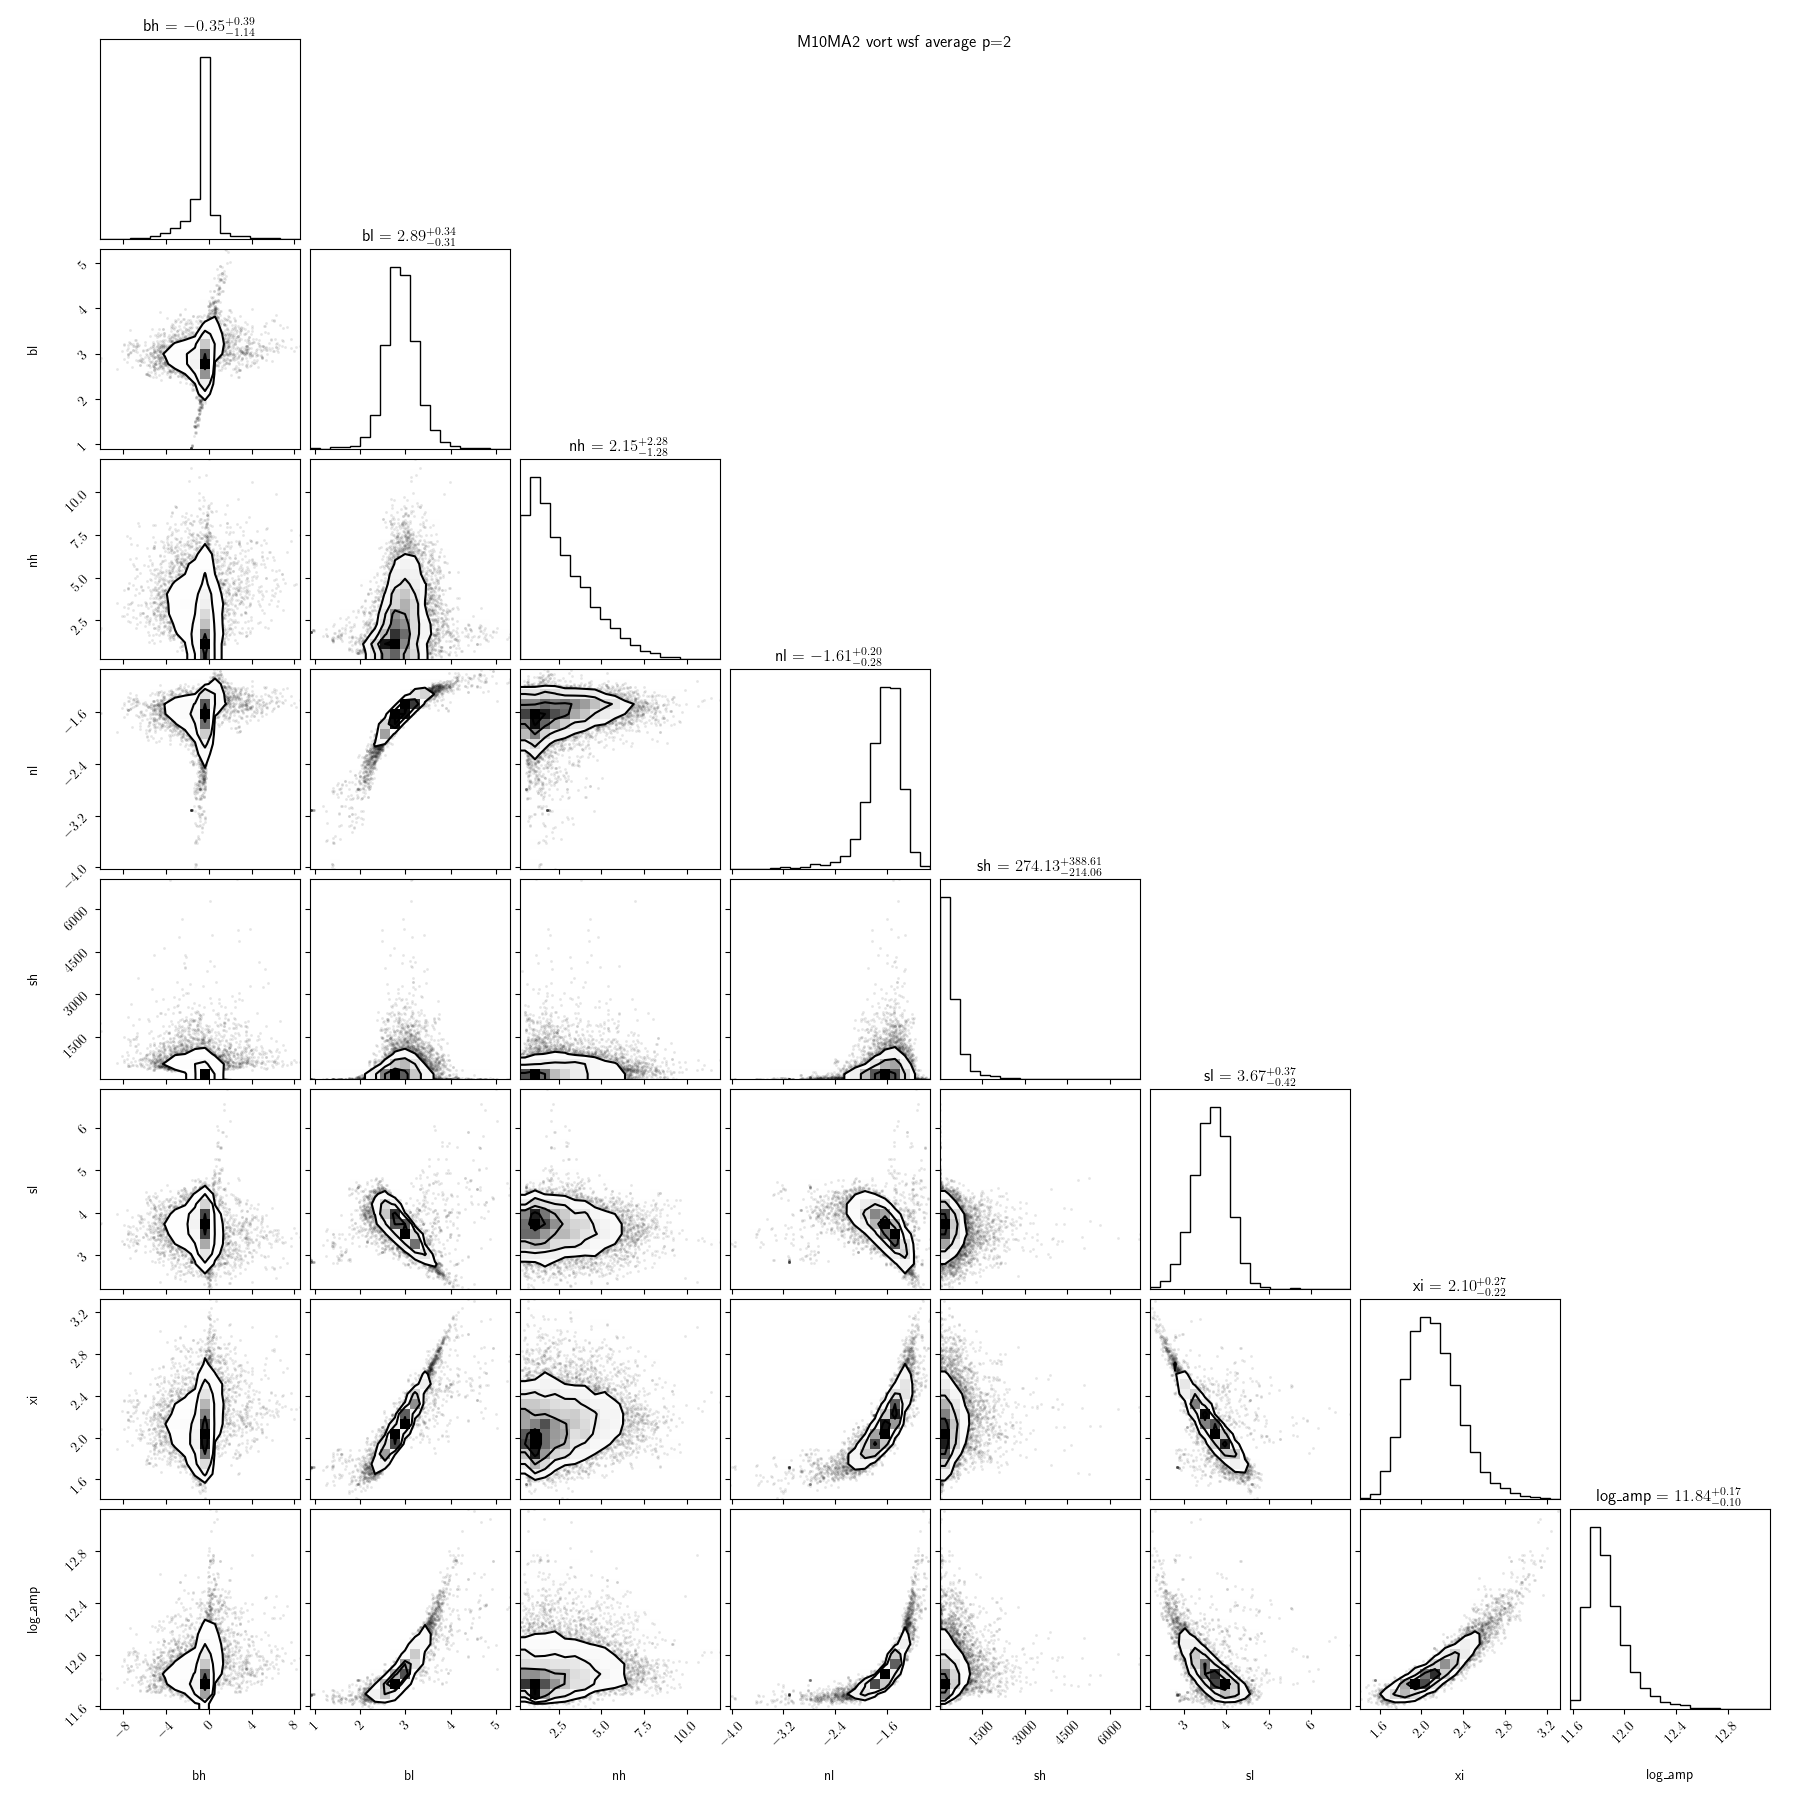 M10MA2 vort wsf average p=2
bh = −0.35+0.39−1.14
bl = 2.89+0.34−0.31
bl
5
4
3
2
1
nh = 2.15+2.28−1.28
nh
10.0
7.5
5.0
2.5
nl = −1.61+0.20−0.28
nl
−1.6
−2.4
−3.2
−4.0
sh = 274.13+388.61−214.06
sh
6000
4500
3000
1500
sl = 3.67+0.37−0.42
sl
6
5
4
3
xi = 2.10+0.27−0.22
xi
3.2
2.8
2.4
2.0
1.6
log_amp = 11.84+0.17−0.10
log_amp
12.8
12.4
12.0
11.6
−8 −4 0 4 8
1 2 3 4 5
2.5 5.0 7.5 10.0
−4.0 −3.2 −2.4 −1.6
1500 3000 4500 6000
3 4 5 6
1.6 2.0 2.4 2.8 3.2
11.6 12.0 12.4 12.8
bh bl nh nl sh sl xi log_amp